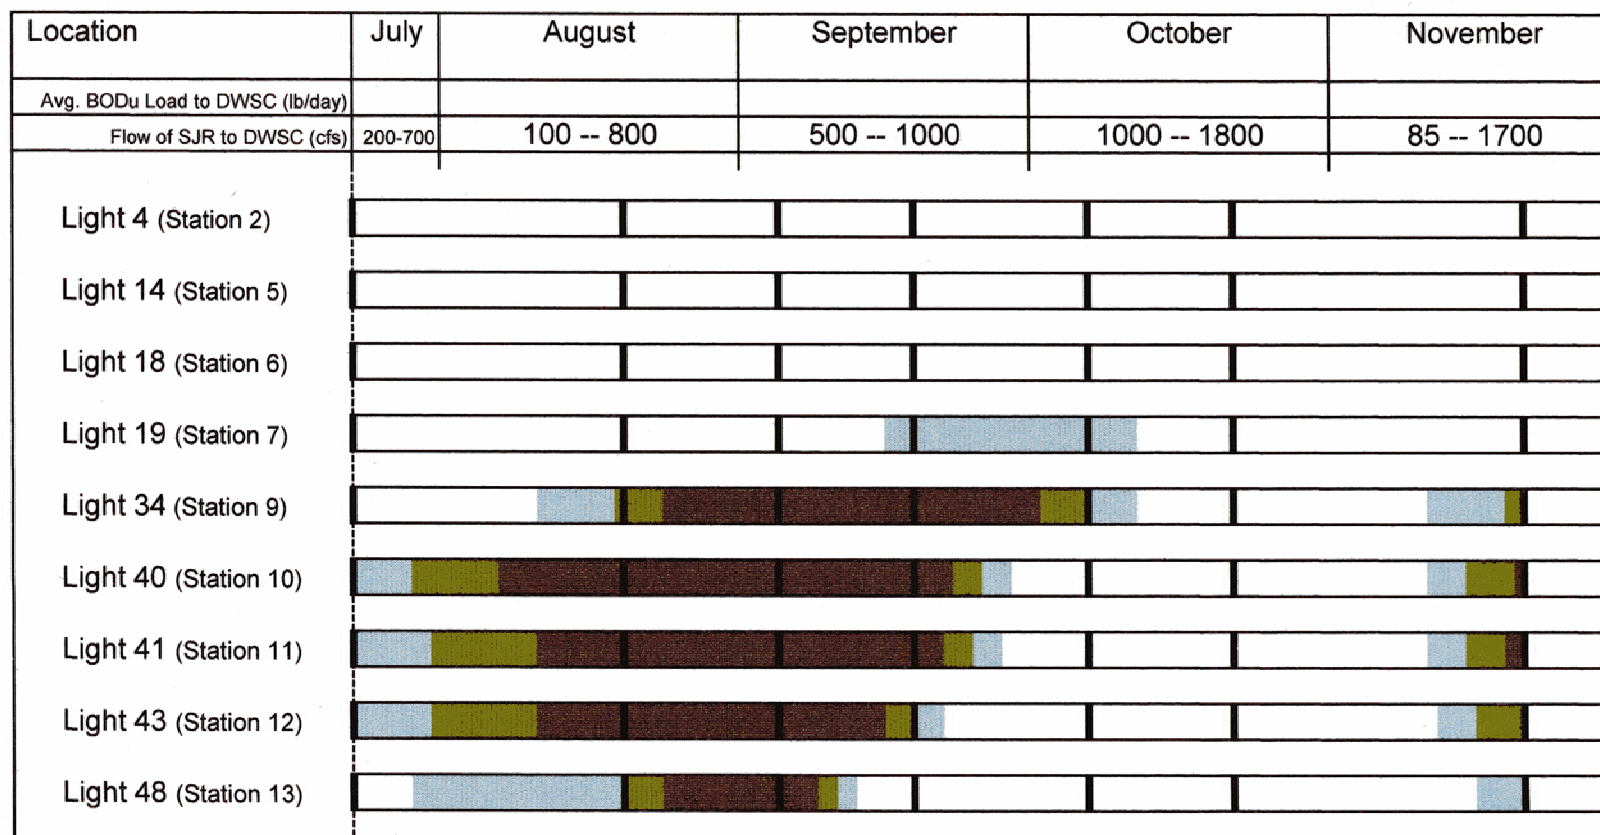 Location July August September October November
Avg. BODu Load to DWSC (lb/day)
Flow of SJR to DWSC (cfs) 200-700 100 -- 800 500 -- 1000 1000 -- 1800 85 -- 1700
Light 4 (Station 2)
Light 14 (Station 5)
Light 18 (Station 6)
Light 19 (Station 7)
Light 34 (Station 9)
Light 40 (Station 10)
Light 41 (Station 11)
Light 43 (Station 12)
Light 48 (Station 13)